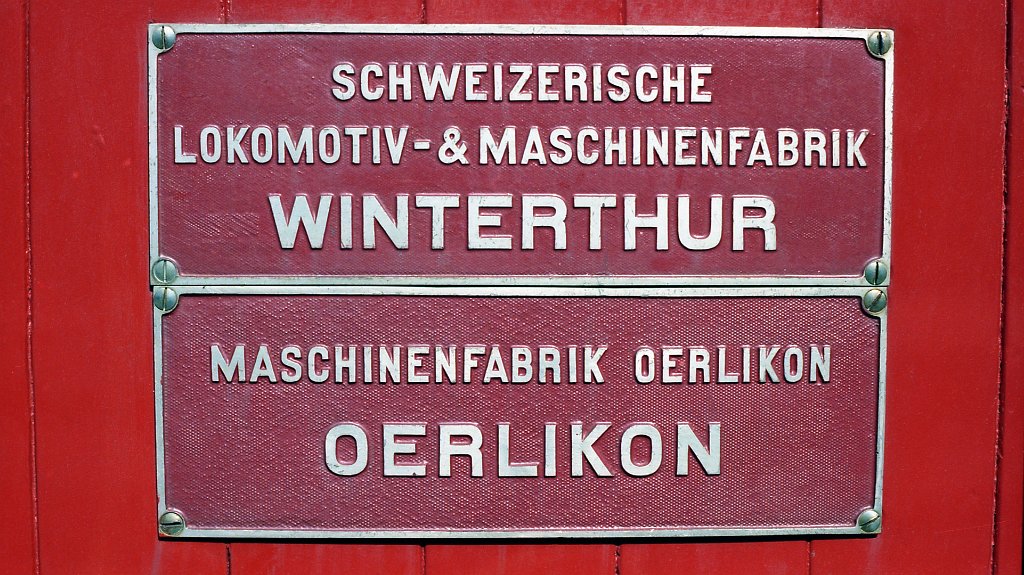 SCHWEIZERISCHE
LOKOMOTIV-& MASCHINENFABRIK
WINTERTHUR
MASCHINENFABRIK OERLIKON
OERLIKON